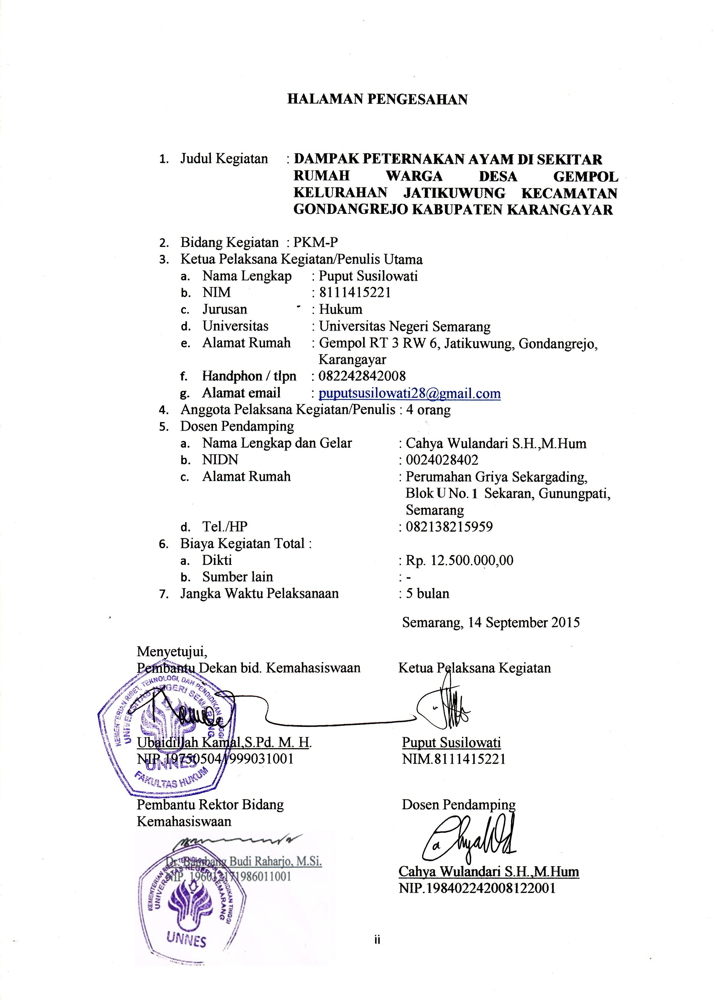 HALAMAN PENGESAHAN
1. Judul Kegiatan : DAMPAK PETERNAKAN AYAM DI SEKITAR
RUMAH WARGA DESA GEMPOL
KELURAHAN JATIKUWUNG KECAMATAN
GONDANGREJO KABUPATEN KARANGAYAR
2. Bidang Kegiatan : PKM-P
3. Ketua Pelaksana Kegiatan/Penulis Utama
a. Nama Lengkap : Puput Susilowati
b. NIM : 8111415221
c. Jurusan : Hukum
d. Universitas : Universitas Negeri Semarang
e. Alamat Rumah : Gempol RT 3 RW 6, Jatikuwung, Gondangrejo,
Karangayar
f. Handphon / tlpn : 082242842008
g. Alamat email : puputsusilowati28@gmail.com
4. Anggota Pelaksana Kegiatan/Penulis : 4 orang
5. Dosen Pendamping
a. Nama Lengkap dan Gelar : Cahya Wulandari S.H.,M.Hum
b. NIDN : 0024028402
c. Alamat Rumah : Perumahan Griya Sekargading,
Blok U No. 1 Sekaran, Gunungpati,
Semarang
d. Tel./HP : 082138215959
6. Biaya Kegiatan Total :
a. Dikti : Rp. 12.500.000,00
b. Sumber lain : -
7. Jangka Waktu Pelaksanaan : 5 bulan
Semarang, 14 September 2015
Menyetujui,
Pembantu Dekan bid. Kemahasiswaan Ketua Pelaksana Kegiatan
KEMENTERIAN RISET, TEKNOLOGI, DAN PENDIDIKAN TINGGI
UNIVERSITAS NEGERI SEMARANG
Ubaidillah Kamal,S.Pd. M. H. Puput Susilowati
NIP.197505041999031001 NIM.8111415221
UNNES
FAKULTAS HUKUM
Pembantu Rektor Bidang Dosen Pendamping
Kemahasiswaan
Dr. Bambang Budi Raharjo, M.Si.
NIP. 196012171986011001
Cahya Wulandari S.H.,M.Hum
NIP.198402242008122001
KEMENTERIAN RISET, TEKNOLOGI DAN PENDIDIKAN TINGGI
UNIVERSITAS NEGERI SEMARANG
UNNES
ii